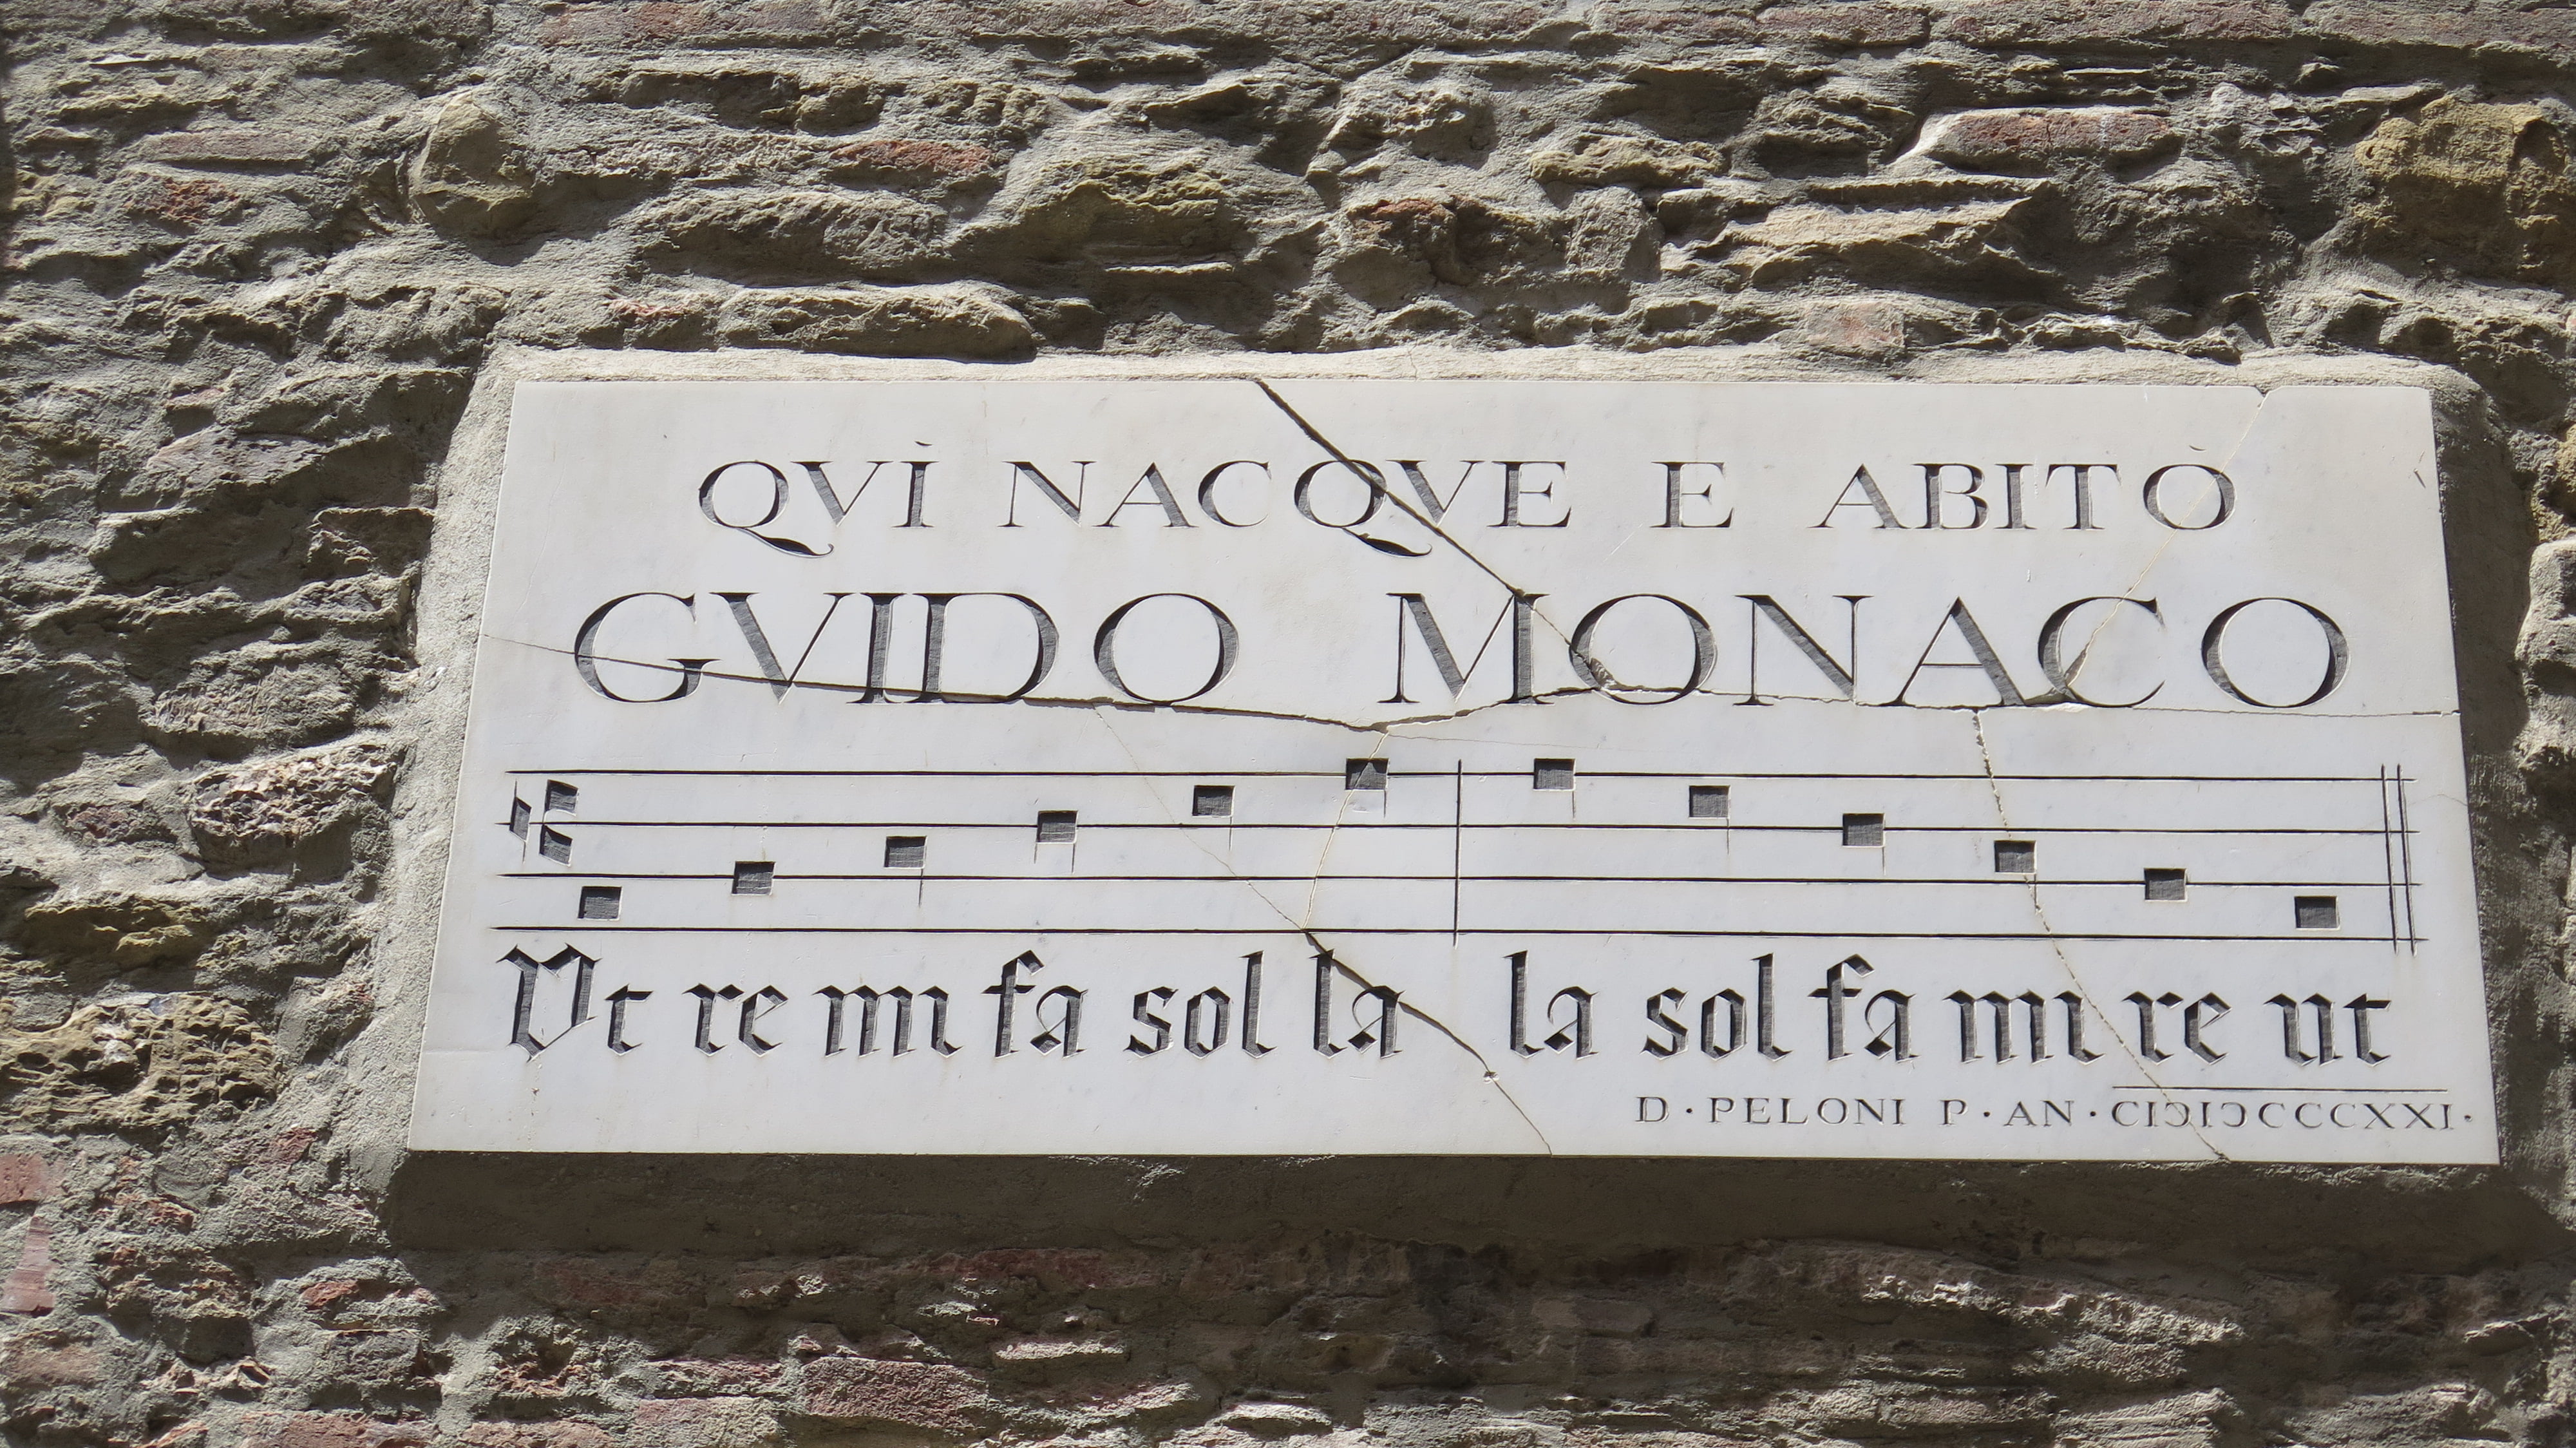 QVÌ NACQVE E ABITÒ
GVIDO MONACO
Vt re mi fa sol la la sol fa mi re ut
D·PELONI P·AN·CIƆIƆCCCCXXI·